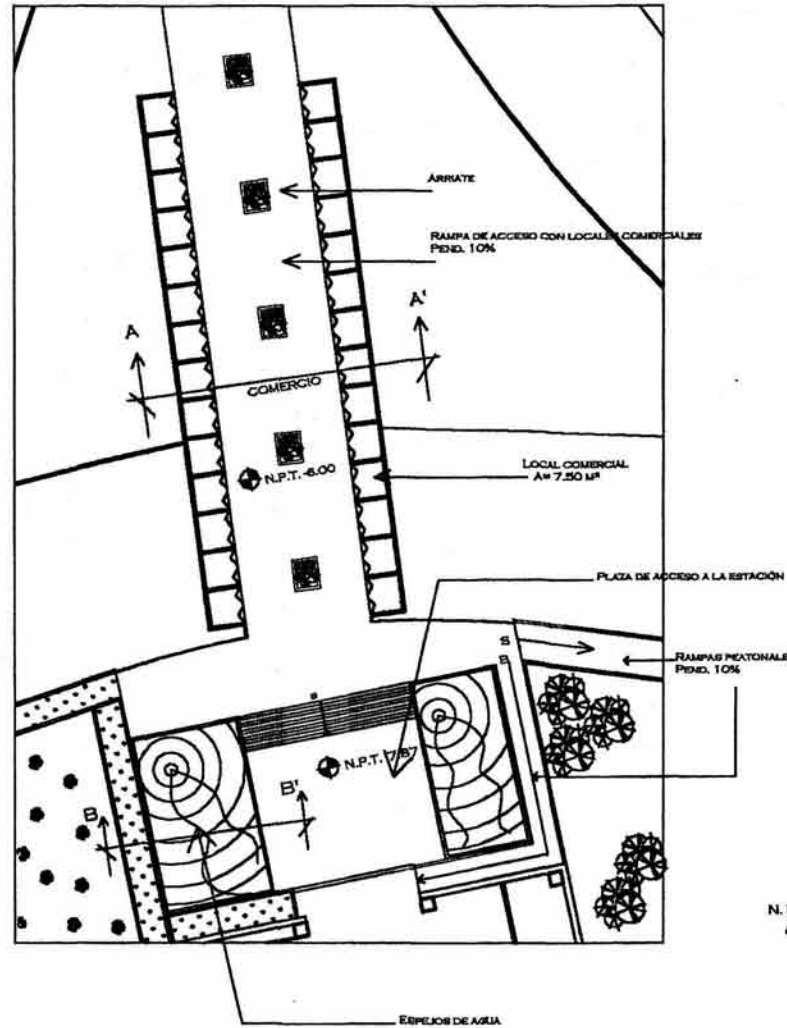 ARRIATE
RAMPA DE ACCESO CON LOCALES COMERCIALES
PEND. 10%
A
A'
COMERCIO
N.P.T. -6.00
LOCAL COMERCIAL
A= 7.50 M²
PLAZA DE ACCESO A LA ESTACIÓN
S
B
RAMPAS PEATONALE
PEND. 10%
N.P.T.
B
B'
N.
ESPEJOS DE AGUA